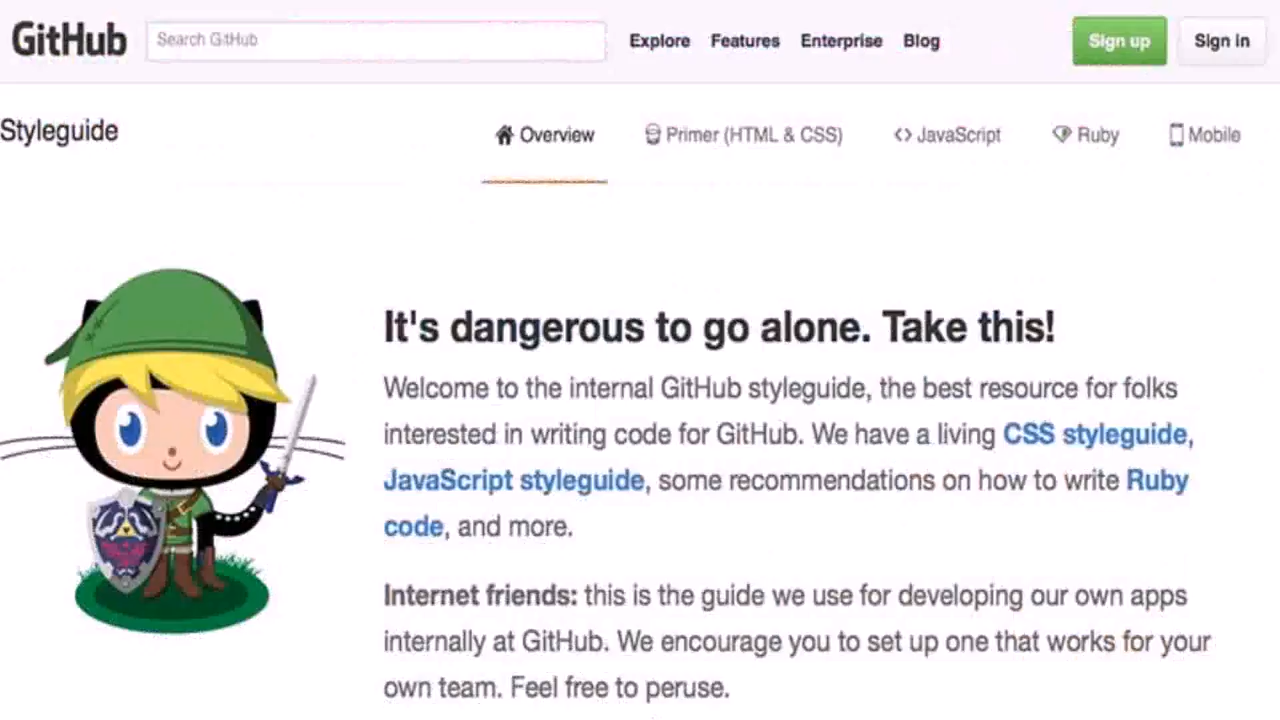 GitHub Search GitHub Explore Features Enterprise Blog Sign up Sign in
Styleguide Overview Primer (HTML & CSS) <> JavaScript Ruby Mobile
It's dangerous to go alone. Take this!
Welcome to the internal GitHub styleguide, the best resource for folks
interested in writing code for GitHub. We have a living CSS styleguide,
JavaScript styleguide, some recommendations on how to write Ruby
code, and more.
Internet friends: this is the guide we use for developing our own apps
internally at GitHub. We encourage you to set up one that works for your
own team. Feel free to peruse.